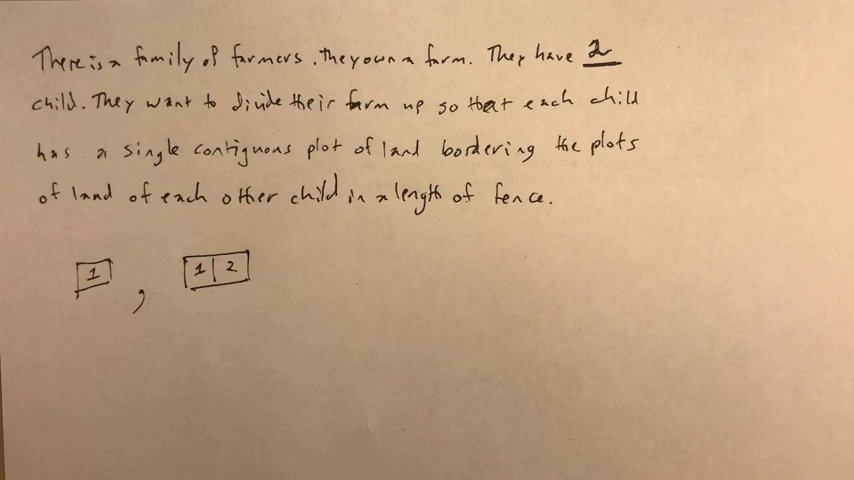 There is a family of farmers. they own a farm. They have 2
child. They want to divide their farm up so that each child
has a single contiguous plot of land bordering the plots
of land of each other child in a length of fence.
1 , 1 | 2